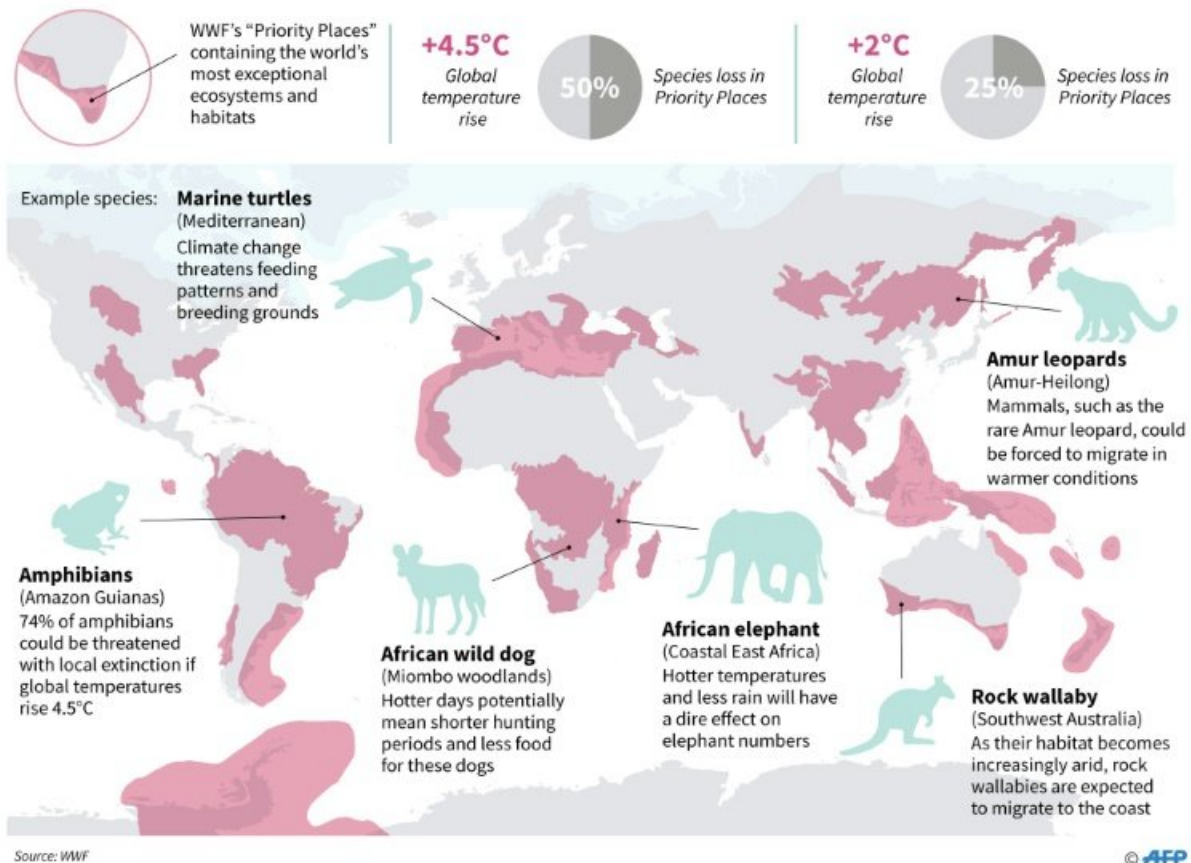 WWF's “Priority Places”
containing the world's
most exceptional
ecosystems and
habitats
+4.5°C
Global
temperature
rise
50%
Species loss in
Priority Places
+2°C
Global
temperature
rise
25%
Species loss in
Priority Places
Example species:
Marine turtles
(Mediterranean)
Climate change
threatens feeding
patterns and
breeding grounds
Amur leopards
(Amur-Heilong)
Mammals, such as the
rare Amur leopard, could
be forced to migrate in
warmer conditions
Amphibians
(Amazon Guianas)
74% of amphibians
could be threatened
with local extinction if
global temperatures
rise 4.5°C
African wild dog
(Miombo woodlands)
Hotter days potentially
mean shorter hunting
periods and less food
for these dogs
African elephant
(Coastal East Africa)
Hotter temperatures
and less rain will have
a dire effect on
elephant numbers
Rock wallaby
(Southwest Australia)
As their habitat becomes
increasingly arid, rock
wallabies are expected
to migrate to the coast
Source: WWF
© AFP